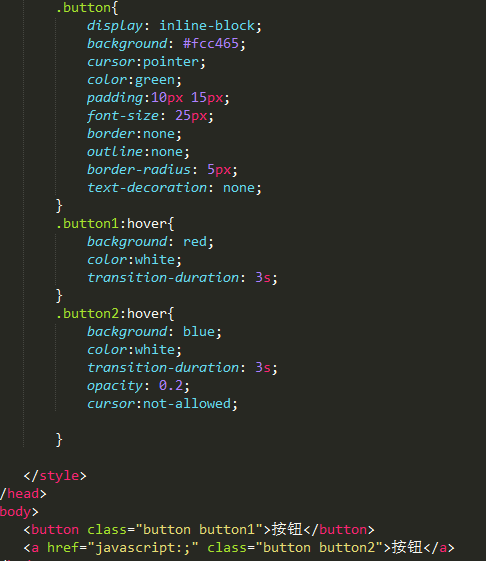 .button{
display: inline-block;
background: #fcc465;
cursor:pointer;
color:green;
padding:10px 15px;
font-size: 25px;
border:none;
outline:none;
border-radius: 5px;
text-decoration: none;
}
.button1:hover{
background: red;
color:white;
transition-duration: 3s;
}
.button2:hover{
background: blue;
color:white;
transition-duration: 3s;
opacity: 0.2;
cursor:not-allowed;
}
</style>
/head>
body>
<button class="button button1">按钮</button>
<a href="javascript:;" class="button button2">按钮</a>